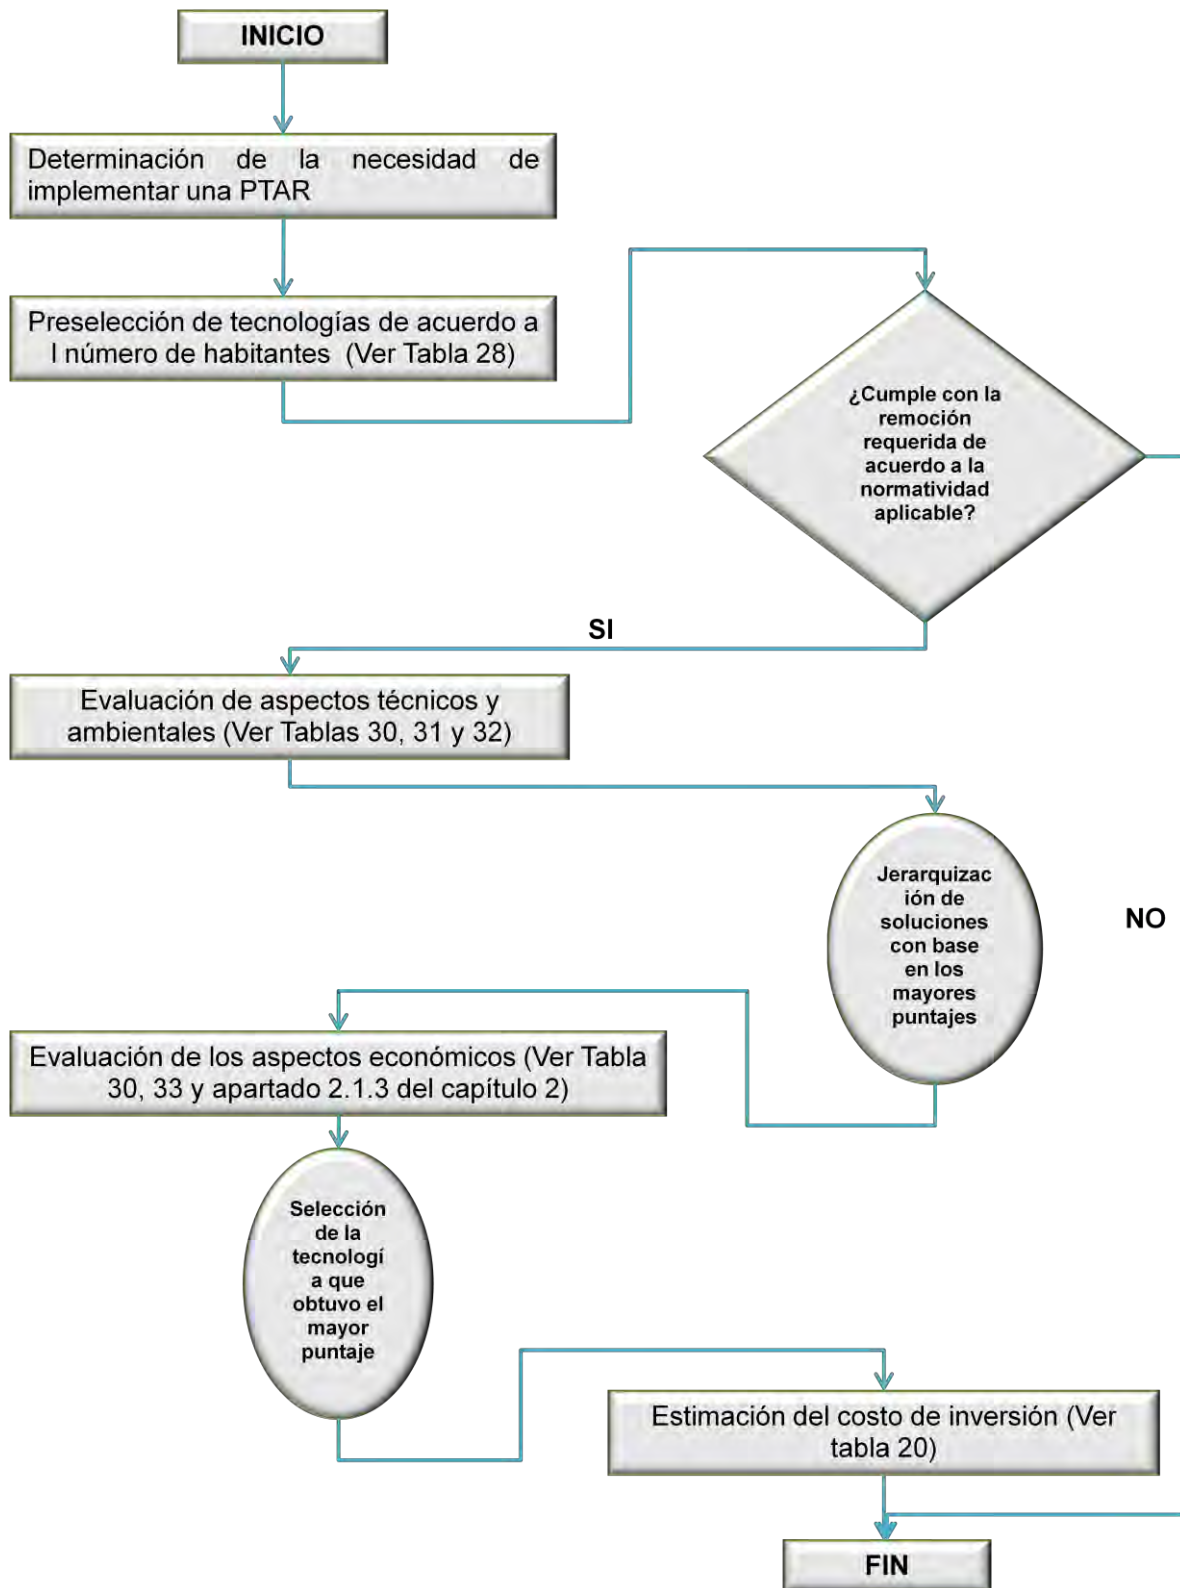 INICIO
Determinación de la necesidad de
implementar una PTAR
Preselección de tecnologías de acuerdo a
l número de habitantes (Ver Tabla 28)
¿Cumple con la
remoción
requerida de
acuerdo a la
normatividad
aplicable?
SI
Evaluación de aspectos técnicos y
ambientales (Ver Tablas 30, 31 y 32)
Jerarquizac
ión de
soluciones
con base
en los
mayores
puntajes
NO
Evaluación de los aspectos económicos (Ver Tabla
30, 33 y apartado 2.1.3 del capítulo 2)
Selección
de la
tecnologí
a que
obtuvo el
mayor
puntaje
Estimación del costo de inversión (Ver
tabla 20)
FIN